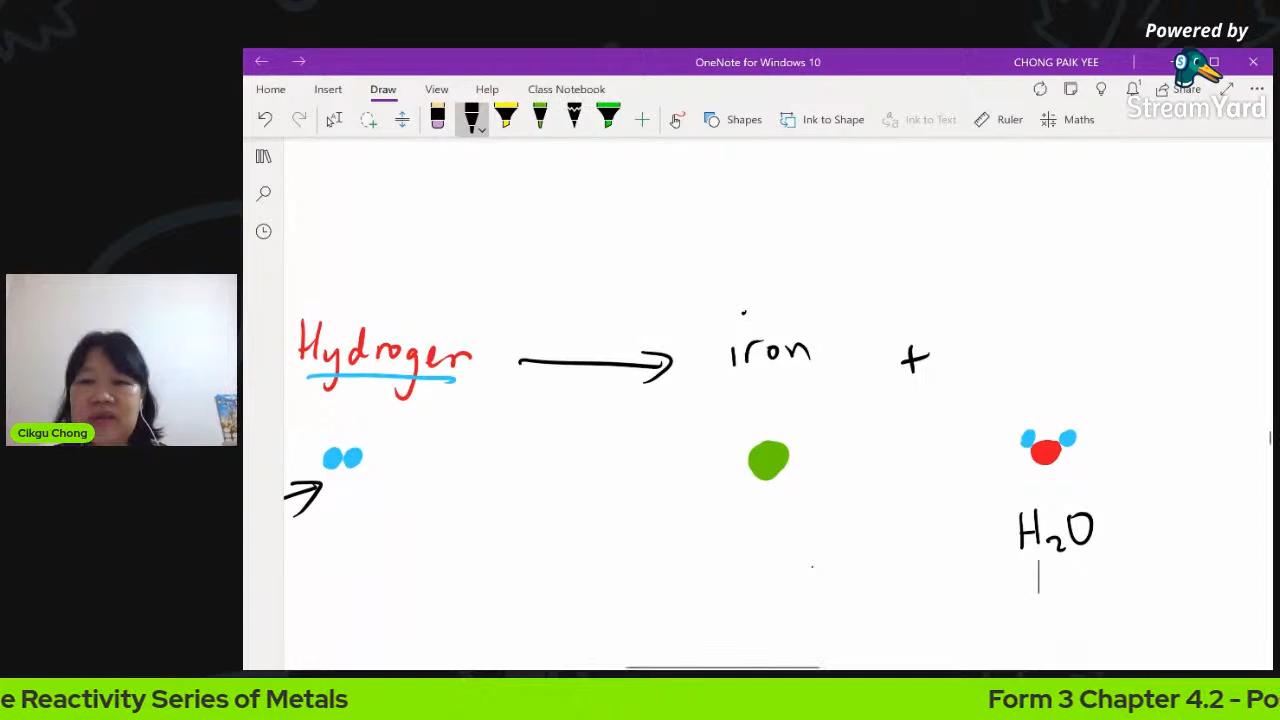 Powered by
StreamYard
OneNote for Windows 10
CHONG PAIK YEE
Home Insert Draw View Help Class Notebook
1
Share
Shapes Ink to Shape Ink to Text Ruler Maths
Hydrogen → iron +
H₂O
Cikgu Chong
e Reactivity Series of Metals
Form 3 Chapter 4.2 - Po